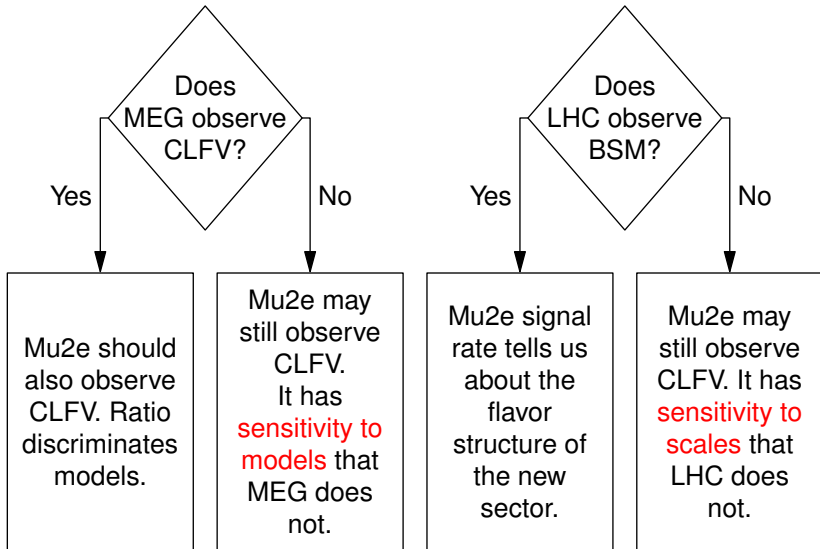 Does
MEG observe
CLFV?
Yes
No
Mu2e should
also observe
CLFV. Ratio
discriminates
models.
Mu2e may
still observe
CLFV.
It has
sensitivity to
models that
MEG does
not.
Does
LHC observe
BSM?
Yes
No
Mu2e signal
rate tells us
about the
flavor
structure of
the new
sector.
Mu2e may
still observe
CLFV. It has
sensitivity to
scales that
LHC does
not.